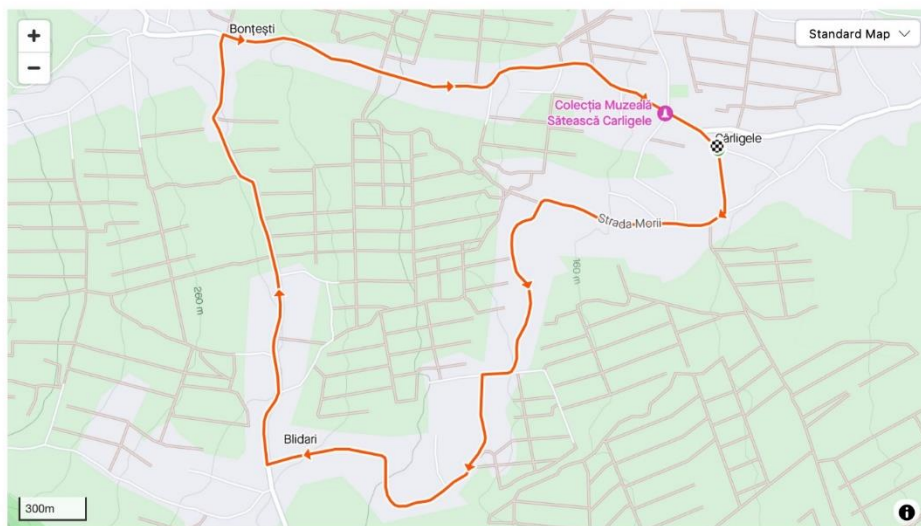 +
−
Bonțești
Standard Map
Colecția Muzeală
Sătească Carligele
Cârligele
Strada Morii
160 m
260 m
Blidari
300m
i